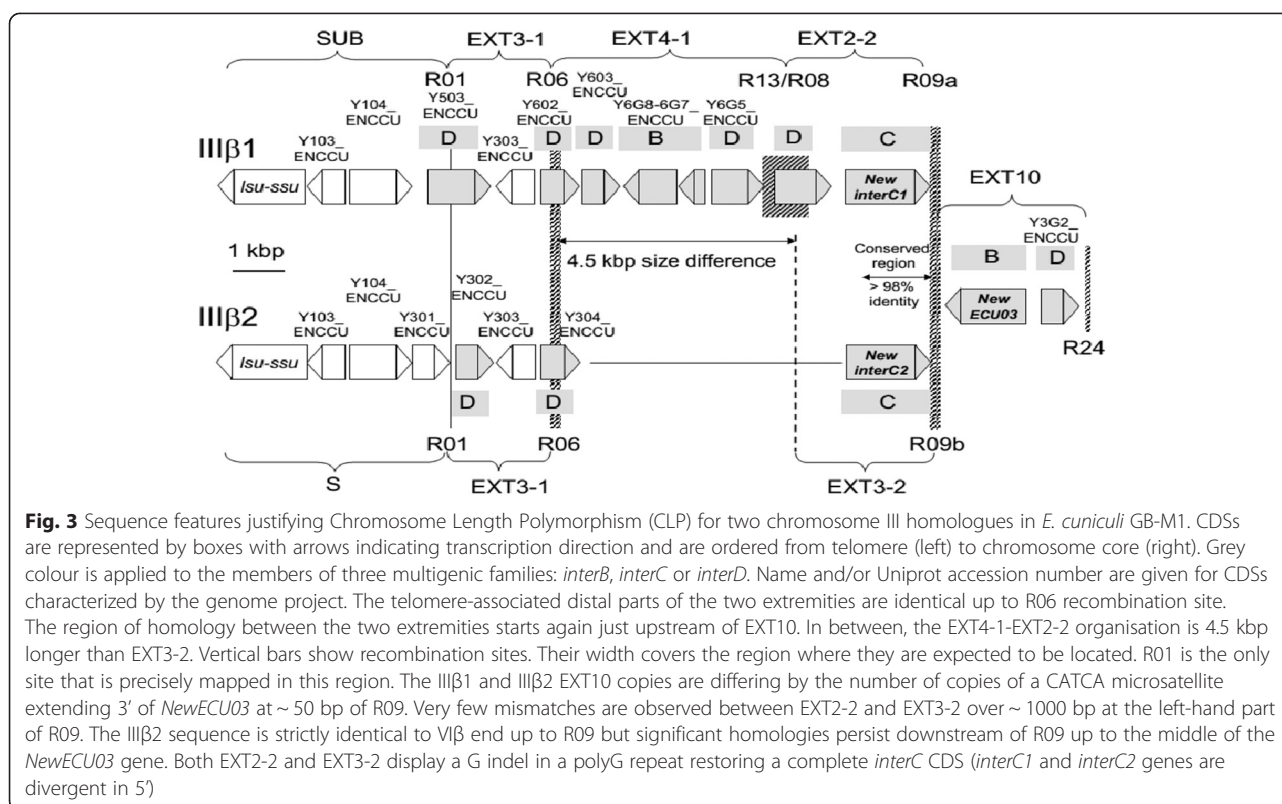 SUB EXT3-1 EXT4-1 EXT2-2
R01 R06 R13/R08 R09a
Y603_
ENCCU
Y503_
ENCCU
Y602_
ENCCU
Y6G8-6G7_
ENCCU
Y6G5_
ENCCU
Y104_
ENCCU
Y103_
ENCCU
Y303_
ENCCU
D D D B D D C
IIIβ1
lsu-ssu
New
interC1
EXT10
Y3G2_
ENCCU
B D
New
ECU03
R24
1 kbp
4.5 kbp size difference
Conserved
region
> 98%
identity
Y104_
ENCCU
Y302_
ENCCU
IIIβ2
Y103_
ENCCU
Y301_
ENCCU
Y303_
ENCCU
Y304_
ENCCU
lsu-ssu
New
interC2
D D C
R01 R06 R09b
S EXT3-1 EXT3-2
Fig. 3 Sequence features justifying Chromosome Length Polymorphism (CLP) for two chromosome III homologues in E. cuniculi GB-M1. CDSs
are represented by boxes with arrows indicating transcription direction and are ordered from telomere (left) to chromosome core (right). Grey
colour is applied to the members of three multigenic families: interB, interC or interD. Name and/or Uniprot accession number are given for CDSs
characterized by the genome project. The telomere-associated distal parts of the two extremities are identical up to R06 recombination site.
The region of homology between the two extremities starts again just upstream of EXT10. In between, the EXT4-1-EXT2-2 organisation is 4.5 kbp
longer than EXT3-2. Vertical bars show recombination sites. Their width covers the region where they are expected to be located. R01 is the only
site that is precisely mapped in this region. The IIIβ1 and IIIβ2 EXT10 copies are differing by the number of copies of a CATCA microsatellite
extending 3’ of NewECU03 at ~ 50 bp of R09. Very few mismatches are observed between EXT2-2 and EXT3-2 over ~ 1000 bp at the left-hand part
of R09. The IIIβ2 sequence is strictly identical to VIβ end up to R09 but significant homologies persist downstream of R09 up to the middle of the
NewECU03 gene. Both EXT2-2 and EXT3-2 display a G indel in a polyG repeat restoring a complete interC CDS (interC1 and interC2 genes are
divergent in 5’)